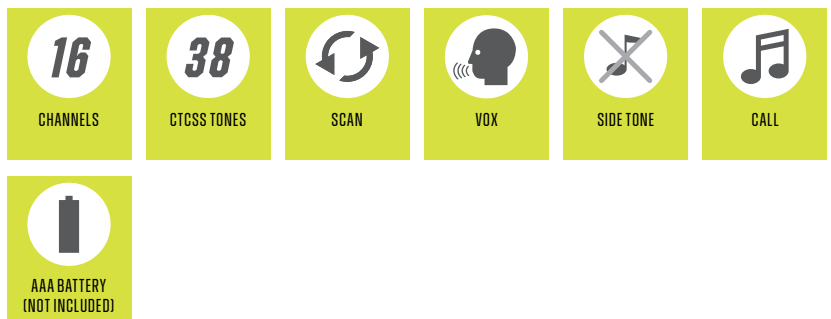 16
CHANNELS
38
CTCSS TONES
SCAN
VOX
SIDE TONE
CALL
AAA BATTERY
(NOT INCLUDED)